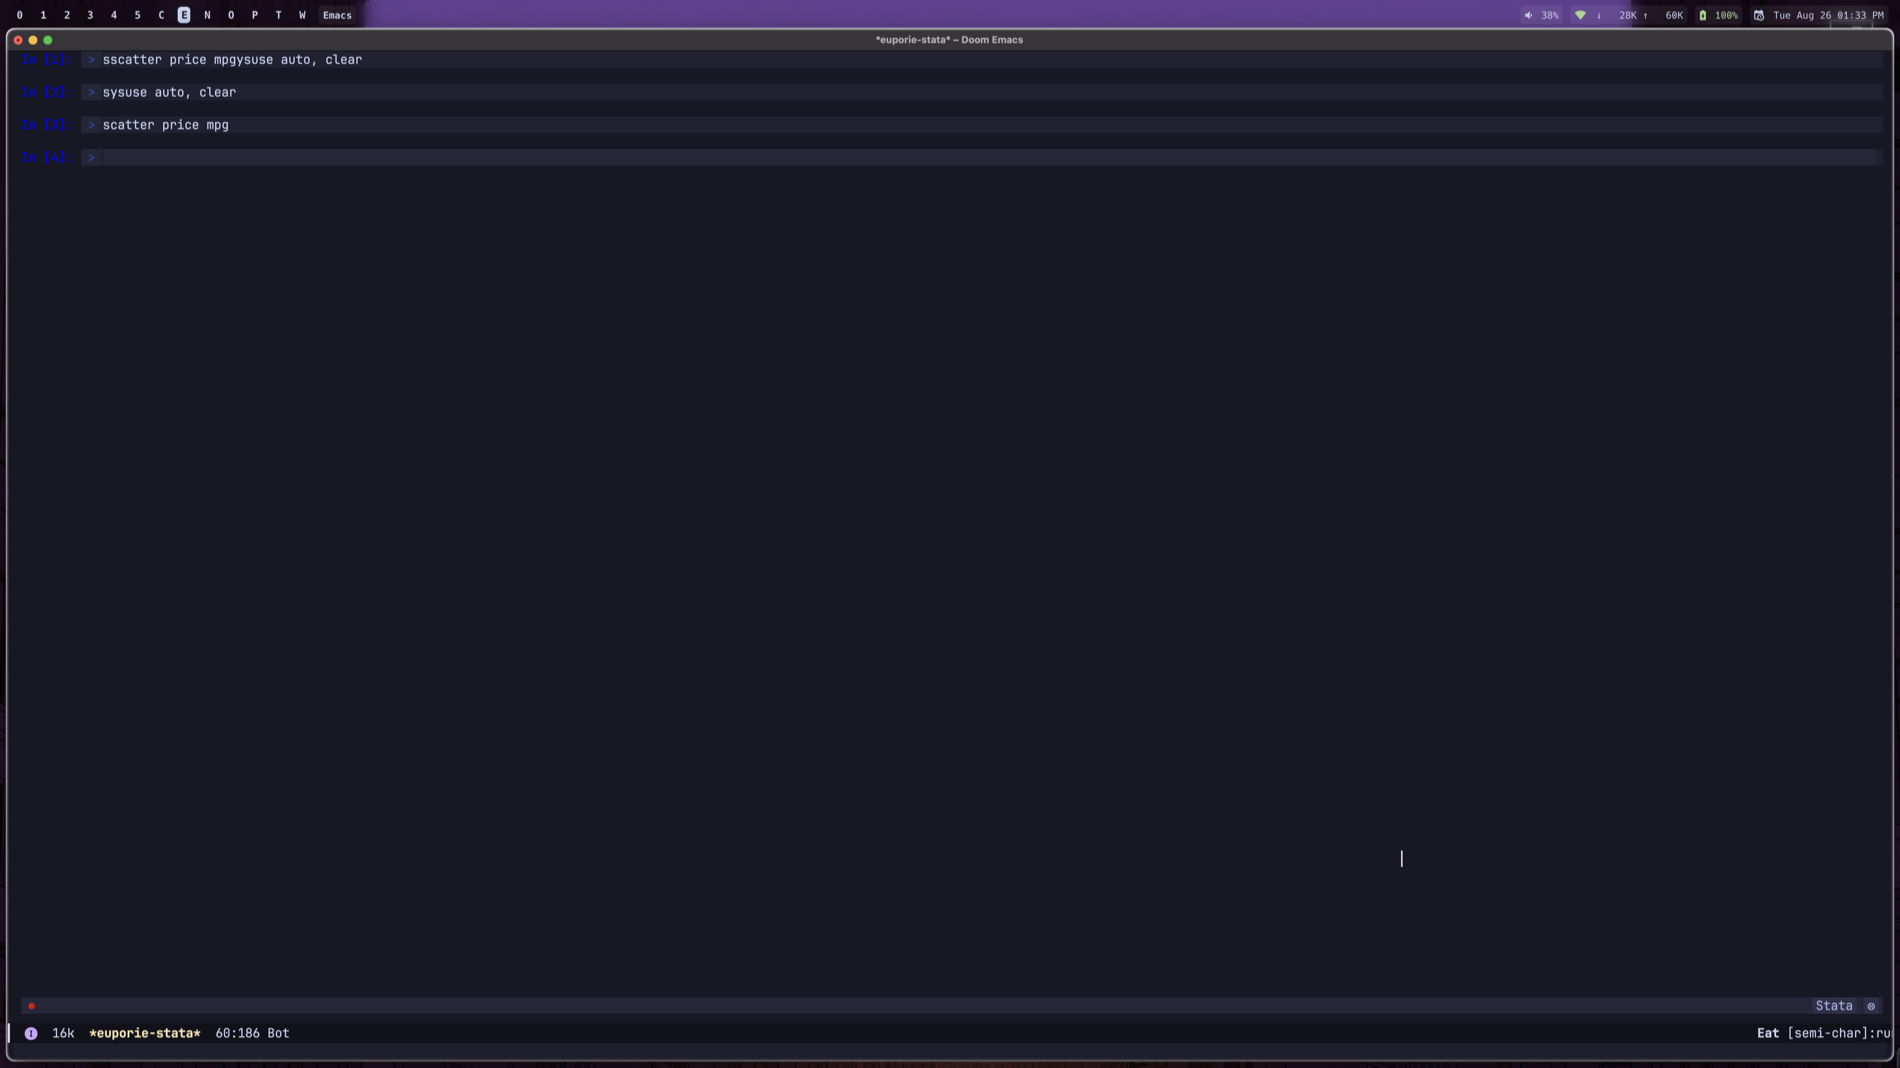 0 1 2 3 4 5 C E N O P T W Emacs 38% ↓ 28K ↑ 60K 100% Tue Aug 26 01:33 PM
*euporie-stata* – Doom Emacs
In [1]: > sscatter price mpgysuse auto, clear
In [2]: > sysuse auto, clear
In [3]: > scatter price mpg
In [4]: >
Stata
I 16k *euporie-stata* 60:186 Bot Eat [semi-char]:ru